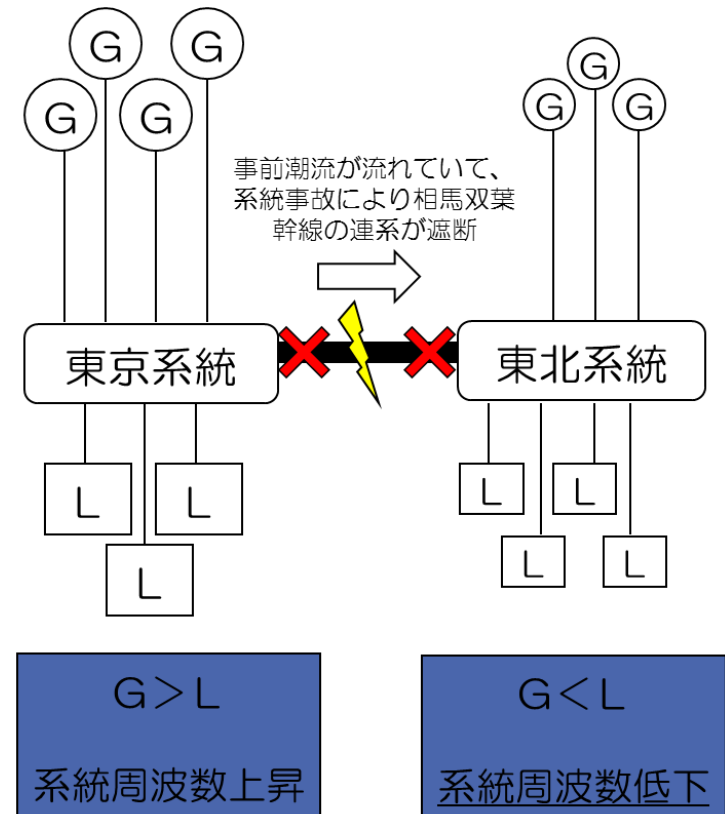 G
G
G
G
G
G
G
事前潮流が流れていて、
系統事故により相馬双葉
幹線の連系が遮断
東京系統
東北系統
L
L
L
L
L
L
L
G>L
系統周波数上昇
G<L
系統周波数低下